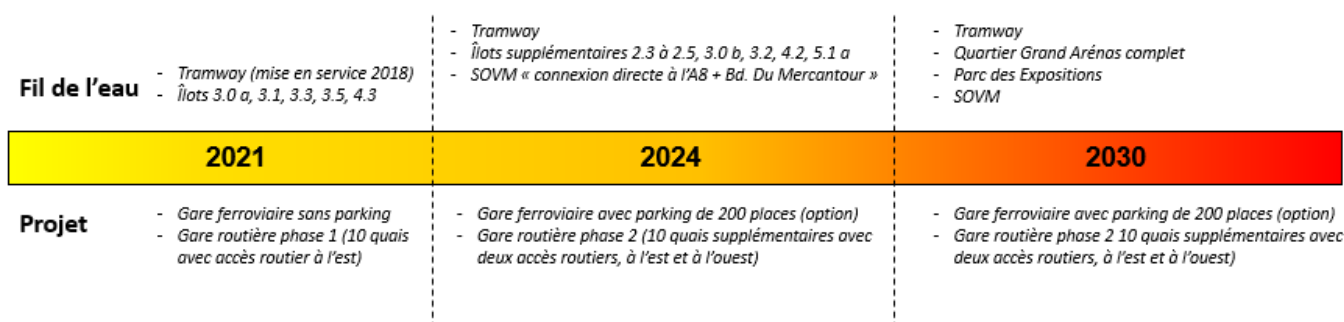 Fil de l'eau
- Tramway (mise en service 2018)
- Îlots 3.0 a, 3.1, 3.3, 3.5, 4.3
- Tramway
- Îlots supplémentaires 2.3 à 2.5, 3.0 b, 3.2, 4.2, 5.1 a
- SOVM « connexion directe à l'A8 + Bd. Du Mercantour »
- Tramway
- Quartier Grand Arénas complet
- Parc des Expositions
- SOVM
2021
2024
2030
Projet
- Gare ferroviaire sans parking
- Gare routière phase 1 (10 quais
avec accès routier à l'est)
- Gare ferroviaire avec parking de 200 places (option)
- Gare routière phase 2 (10 quais supplémentaires avec
deux accès routiers, à l'est et à l'ouest)
- Gare ferroviaire avec parking de 200 places (option)
- Gare routière phase 2 10 quais supplémentaires avec
deux accès routiers, à l'est et à l'ouest)